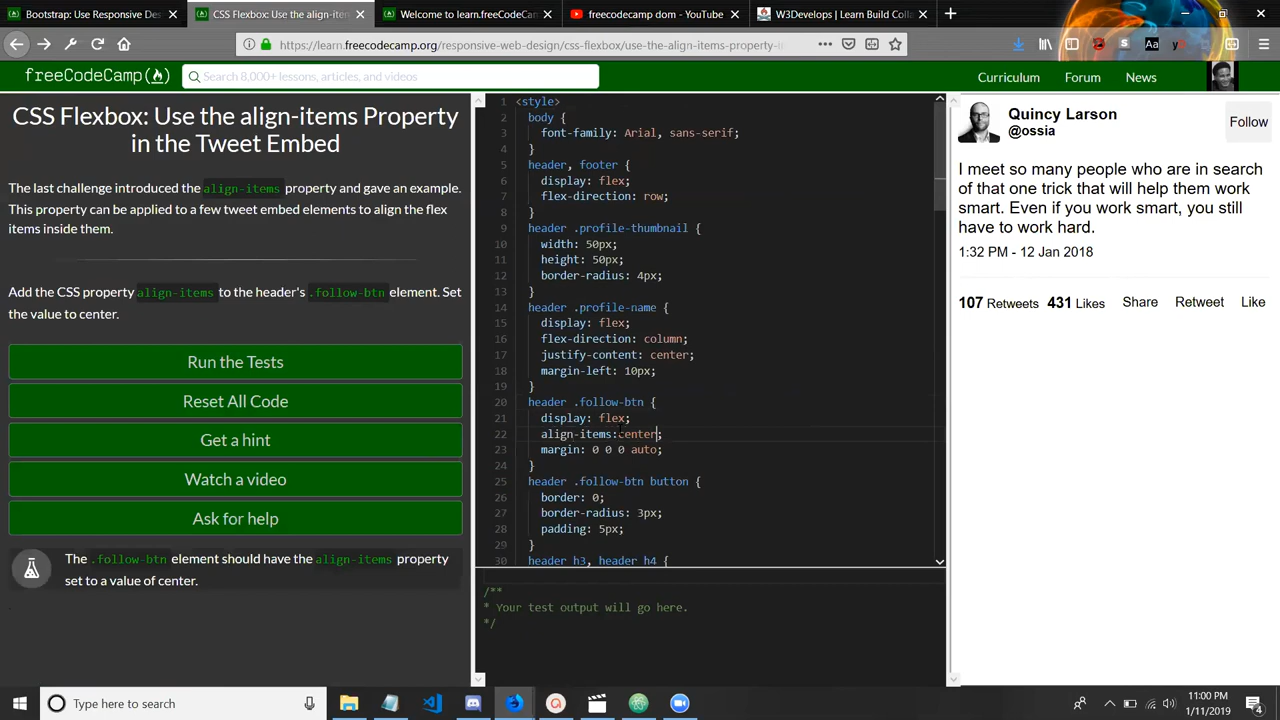 Bootstrap: Use Responsive Des
CSS Flexbox: Use the align-iten
Welcome to learn.freeCodeCam
freecodecamp dom - YouTube
W3Develops | Learn Build Colla
https://learn.freecodecamp.org/responsive-web-design/css-flexbox/use-the-align-items-property-
freeCodeCamp
Search 8,000+ lessons, articles, and videos
Curriculum
Forum
News
CSS Flexbox: Use the align-items Property
in the Tweet Embed
The last challenge introduced the align-items property and gave an example.
This property can be applied to a few tweet embed elements to align the flex
items inside them.
Add the CSS property align-items to the header's .follow-btn element. Set
the value to center.
Run the Tests
Reset All Code
Get a hint
Watch a video
Ask for help
The .follow-btn element should have the align-items property
set to a value of center.
1 <style>
2 body {
3 font-family: Arial, sans-serif;
4 }
5 header, footer {
6 display: flex;
7 flex-direction: row;
8 }
9 header .profile-thumbnail {
10 width: 50px;
11 height: 50px;
12 border-radius: 4px;
13 }
14 header .profile-name {
15 display: flex;
16 flex-direction: column;
17 justify-content: center;
18 margin-left: 10px;
19 }
20 header .follow-btn {
21 display: flex;
22 align-items:center;
23 margin: 0 0 0 auto;
24 }
25 header .follow-btn button {
26 border: 0;
27 border-radius: 3px;
28 padding: 5px;
29 }
30 header h3, header h4 {
/**
* Your test output will go here.
*/
Quincy Larson
@ossia
Follow
I meet so many people who are in search
of that one trick that will help them work
smart. Even if you work smart, you still
have to work hard.
1:32 PM - 12 Jan 2018
107 Retweets 431 Likes Share Retweet Like
Type here to search
11:00 PM
1/11/2019
4